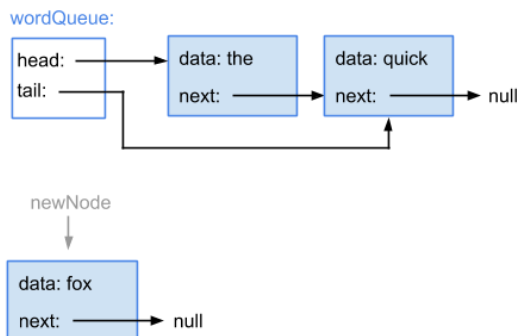 wordQueue:
head:
tail:
data: the
next:
data: quick
next:
null
newNode
data: fox
next:
null